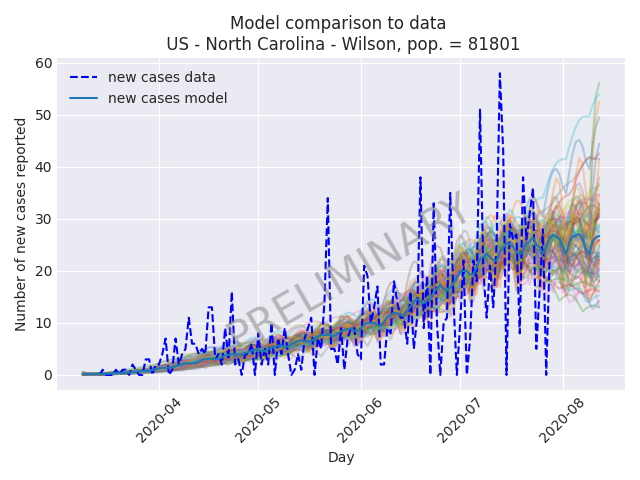 Model comparison to data
US - North Carolina - Wilson, pop. = 81801
60
50
40
30
20
10
0
Number of new cases reported
new cases data
new cases model
PRELIMINARY
2020-04
2020-05
2020-06
2020-07
2020-08
Day